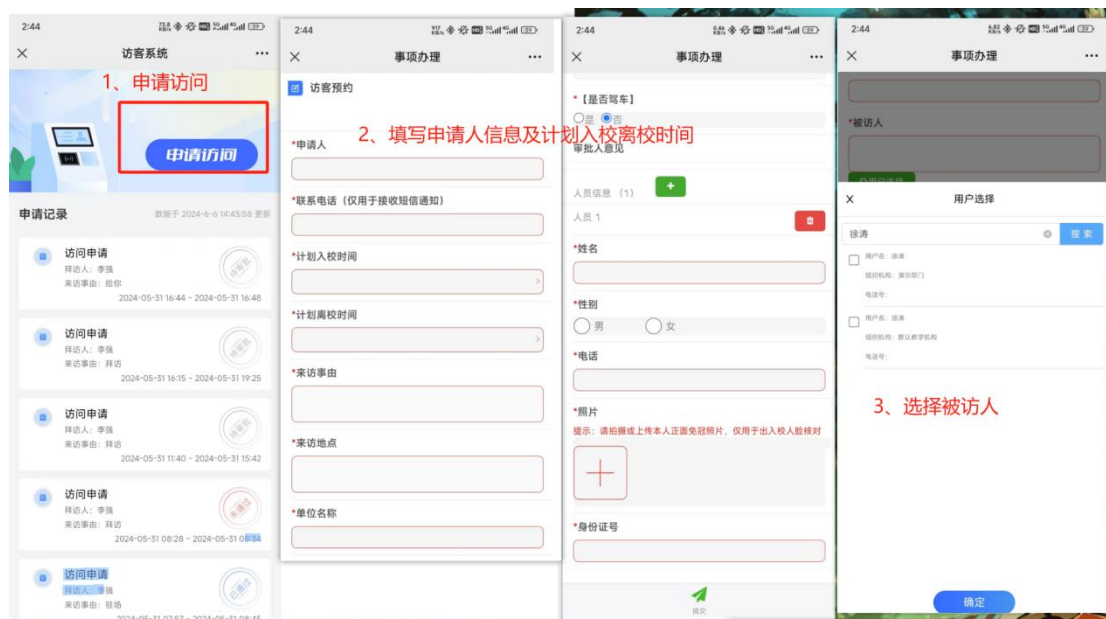 2:44
访客系统
1、申请访问
申请访问
申请记录
数据于 2024-6-6 14:43:58 更新
访问申请
拜访人：李强
来访事由：给你
2024-05-31 16:44 ~ 2024-05-31 16:48
访问申请
拜访人：李强
来访事由：拜访
2024-05-31 16:15 ~ 2024-05-31 19:25
访问申请
拜访人：李强
来访事由：拜访
2024-05-31 11:40 ~ 2024-05-31 15:42
访问申请
拜访人：李强
来访事由：拜访
未通过
2024-05-31 08:28 ~ 2024-05-31 08:34
访问申请
拜访人：李强
来访事由：驻场
已通过
2024-05-31 07:57 ~ 2024-05-31 08:45
2:44
事项办理
访客预约
2、填写申请人信息及计划入校离校时间
*申请人
*联系电话（仅用于接收短信通知）
*计划入校时间
*计划离校时间
*来访事由
*来访地点
*单位名称
2:44
事项办理
*【是否驾车】
是 否
审批人意见
人员信息 （1）
人员 1
*姓名
*性别
男 女
*电话
*照片
提示：请拍摄或上传本人正面免冠照片，仅用于出入校人脸核对
*身份证号
提交
2:44
事项办理
*被访人
用户选择
徐涛
搜 索
用户名：徐涛
组织机构：演示部门
电话号：
用户名：徐涛
组织机构：默认教学机构
电话号：
3、选择被访人
确定